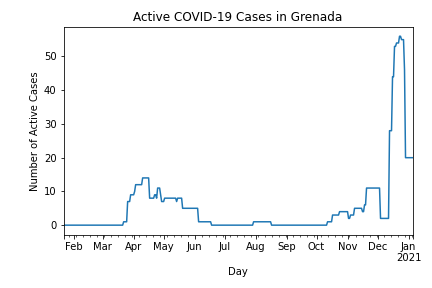 Active COVID-19 Cases in Grenada
Number of Active Cases
50
40
30
20
10
0
Feb Mar Apr May Jun Jul Aug Sep Oct Nov Dec Jan
2021
Day